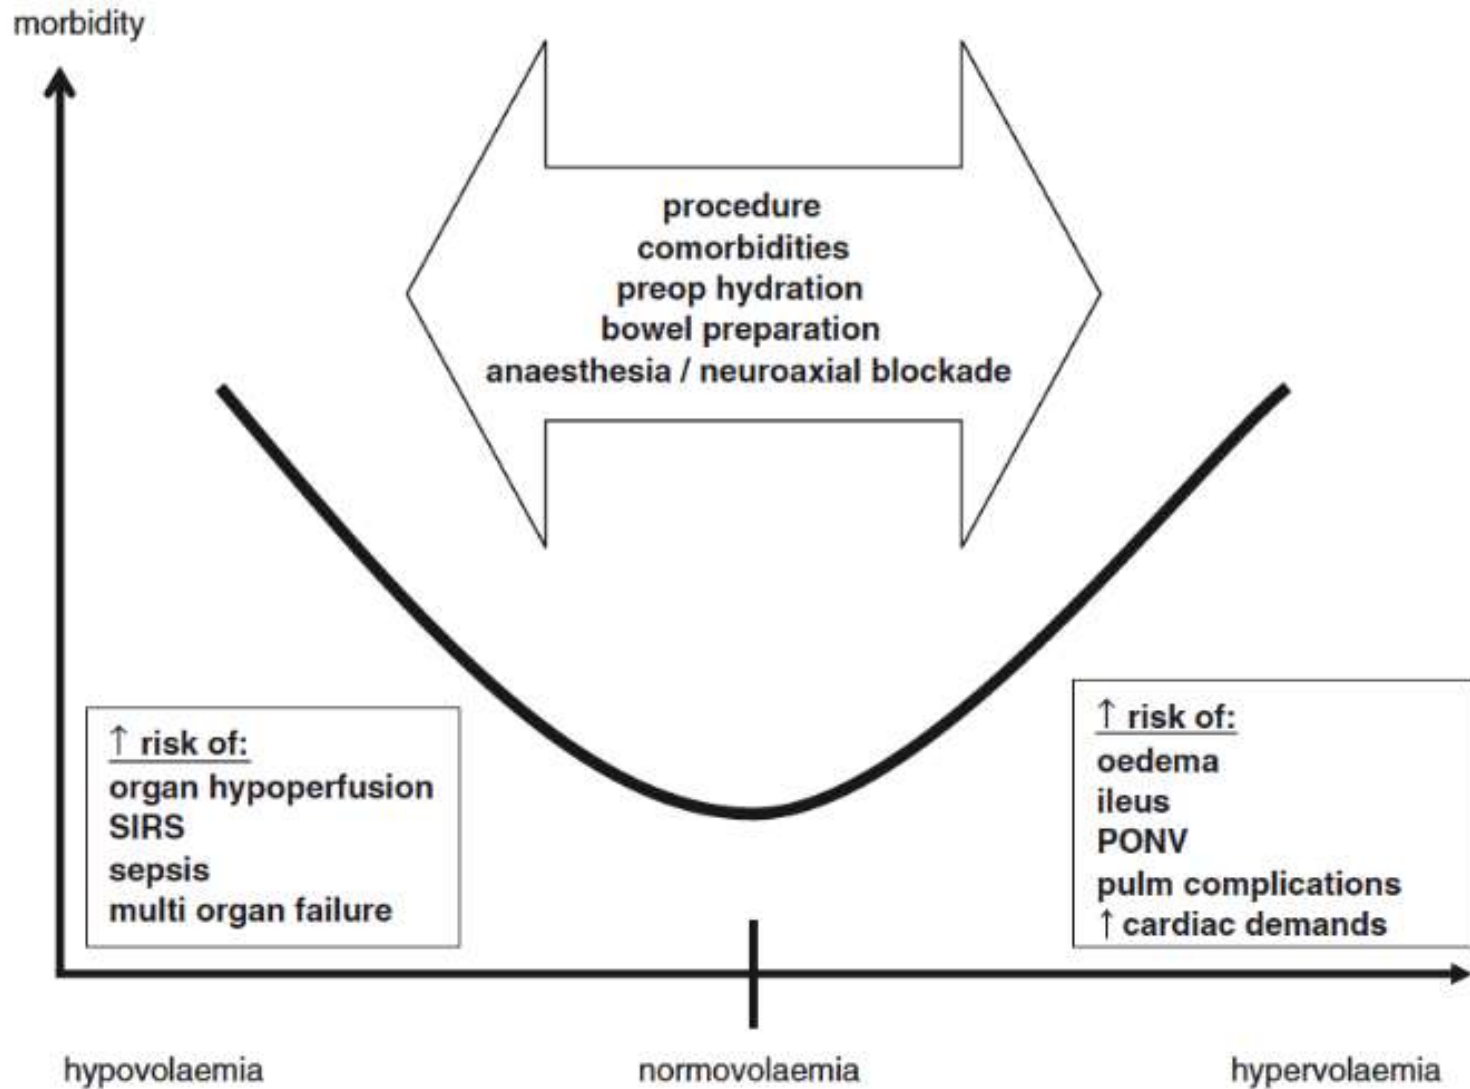 morbidity
procedure
comorbidities
preop hydration
bowel preparation
anaesthesia / neuroaxial blockade
↑ risk of:
organ hypoperfusion
SIRS
sepsis
multi organ failure
↑ risk of:
oedema
ileus
PONV
pulm complications
↑ cardiac demands
hypovolaemia
normovolaemia
hypervolaemia